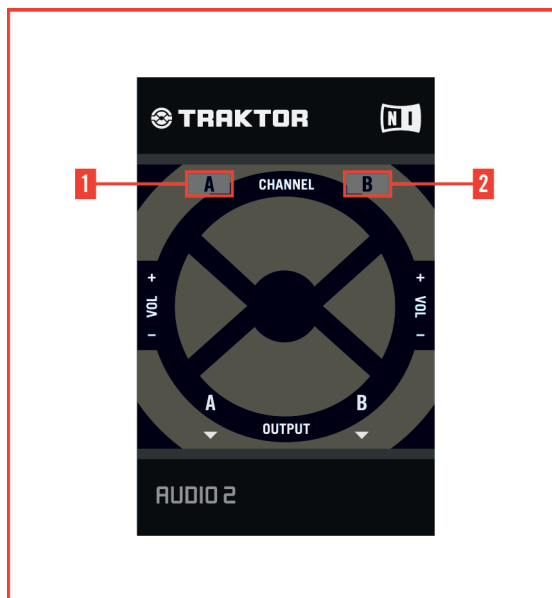 TRAKTOR NI
1 A CHANNEL B 2
+ +
VOL VOL
– –
A B
OUTPUT
AUDIO 2